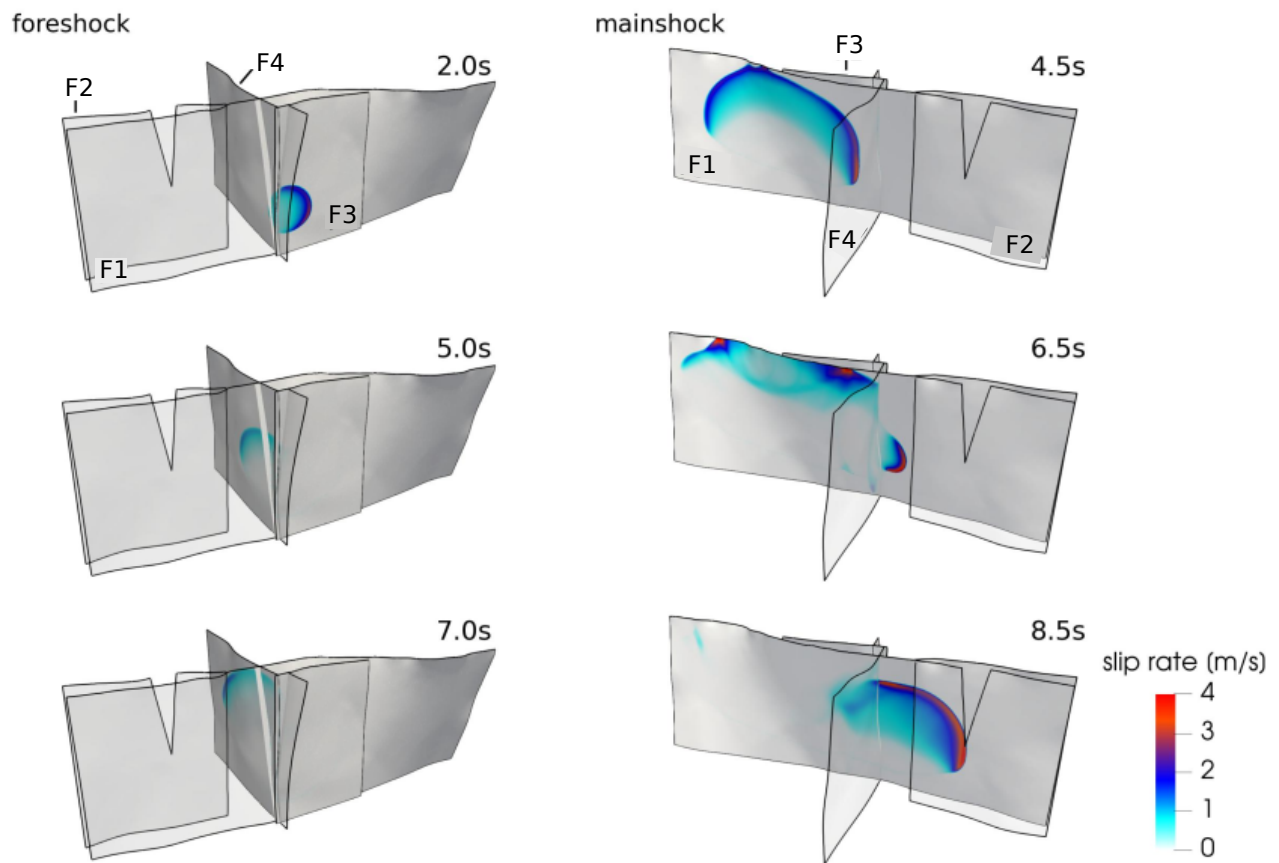 foreshock
F4
2.0s
F2
F3
F1
5.0s
7.0s
mainshock
F3
4.5s
F1
F4
F2
6.5s
8.5s
slip rate (m/s)
4
3
2
1
0